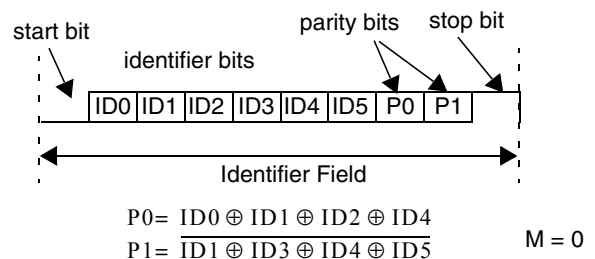 start bit
parity bits
stop bit
identifier bits
ID0 ID1 ID2 ID3 ID4 ID5 P0 P1
Identifier Field
P0= ID0 ⊕ ID1 ⊕ ID2 ⊕ ID4
P1= ID1 ⊕ ID3 ⊕ ID4 ⊕ ID5
M = 0